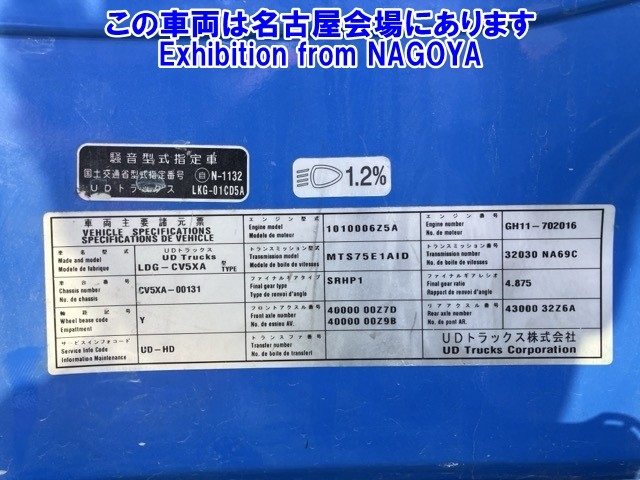 この車両は名古屋会場にあります
Exhibition from NAGOYA
騒音型式指定車
国土交通省型式指定番号 自 N-1132
UDトラックス LKG-01CD5A
1.2%
車両主要諸元票
VEHICLE SPECIFICATIONS
SPECIFICATIONS DE VEHICLE
車名型式 UDトラックス
Made and model UD Trucks
Modele de fabrique LDG-CV5XA 型 TYPE
車台番号
Chassis number CV5XA-00131
No. de chassis
軸距記号
Wheel bease code Y
Empattment
サービスインフォコード
Service Info Code UD-HD
Information Maintenance
エンジン型式
Engine model 1010006Z5A
Modele de moteur
トランスミッション型式
Transmission model MTS75E1AID
Modele de boite de vitesses
ファイナルギアタイプ
Final gear type SRHP1
Type de renvoi d'angle
フロントアクスル番号
Front axle number 40000 00Z7D
No. de essieu AV. 40000 00Z9B
トランスファ番号
Transfer number
No. de boite de transfert
エンジン番号
Engine number GH11-702016
No. de moteur
トランスミッション番号
Transmission number 32030 NA69C
No. de boite de vitesses
ファイナルギアレシオ
Final gear ratio 4.875
Rapport de renvoi d'angle
リアアクスル番号
Rear axle number 43000 32Z6A
No. de pont AR.
UDトラックス株式会社
UD Trucks Corporation